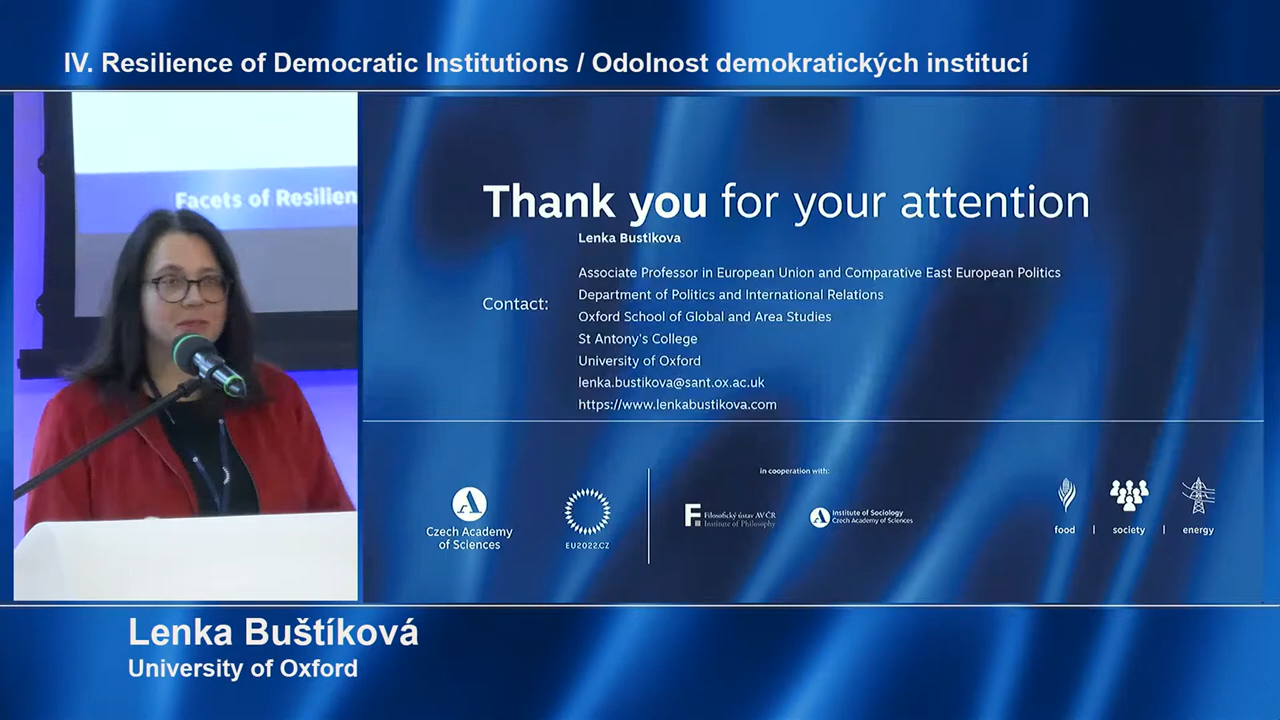 IV. Resilience of Democratic Institutions / Odolnost demokratických institucí
Facets of Resilien
Thank you for your attention
Lenka Bustikova
Associate Professor in European Union and Comparative East European Politics
Contact:
Department of Politics and International Relations
Oxford School of Global and Area Studies
St Antony's College
University of Oxford
lenka.bustikova@sant.ox.ac.uk
https://www.lenkabustikova.com
in cooperation with:
Czech Academy
of Sciences
EU2022.CZ
Filosofický ústav AV ČR
Institute of Philosophy
Institute of Sociology
Czech Academy of Sciences
food | society | energy
Lenka Buštíková
University of Oxford